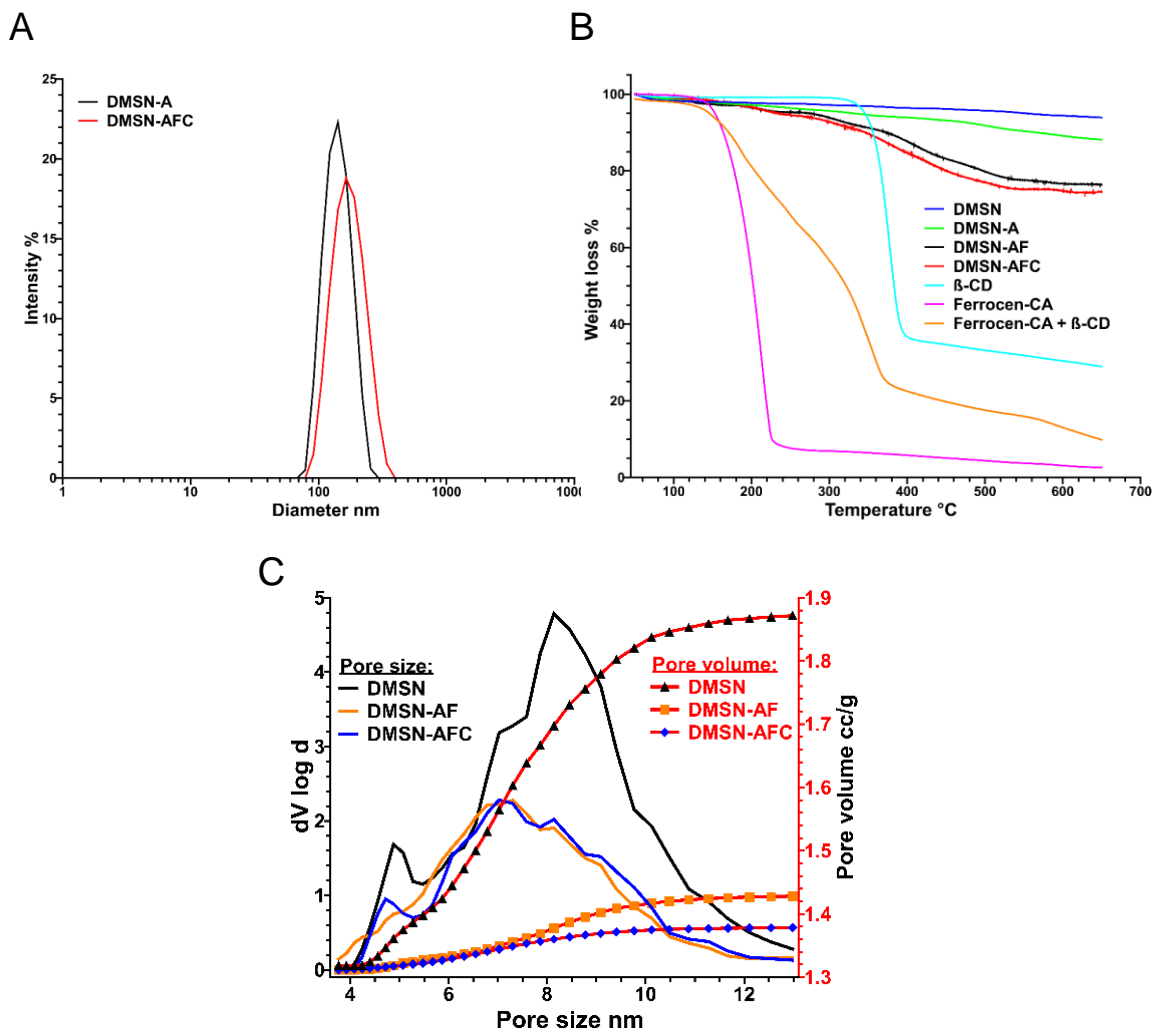 A
B
25
20
15
10
5
0
Intensity %
DMSN-A
DMSN-AFC
1
10
100
1000
1000
Diameter nm
100
80
60
40
20
0
Weight loss %
DMSN
DMSN-A
DMSN-AF
DMSN-AFC
ß-CD
Ferrocen-CA
Ferrocen-CA + ß-CD
100
200
300
400
500
600
700
Temperature °C
C
5
4
3
2
1
0
dV log d
Pore size:
DMSN
DMSN-AF
DMSN-AFC
Pore volume:
DMSN
DMSN-AF
DMSN-AFC
1.9
1.8
1.7
1.6
1.5
1.4
1.3
Pore volume cc/g
4
6
8
10
12
Pore size nm